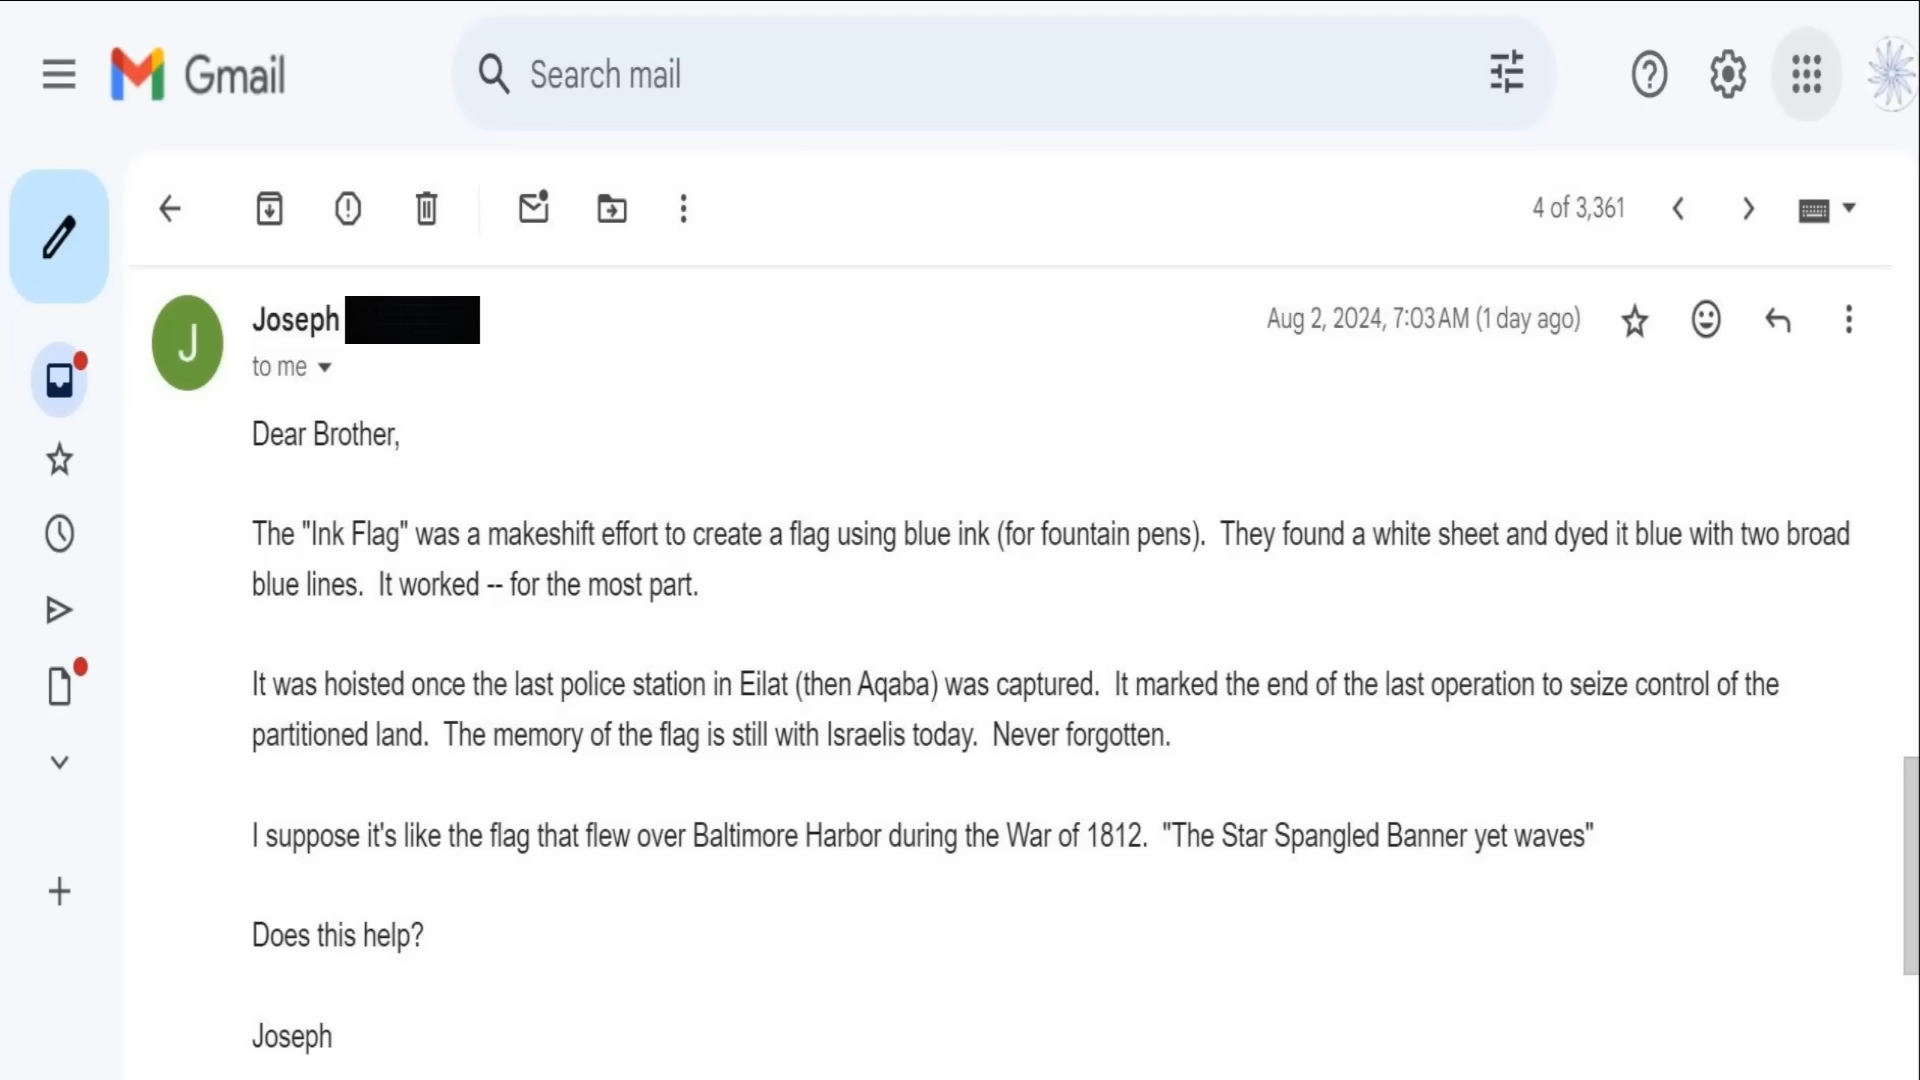 Gmail
Search mail
4 of 3,361
Joseph
Aug 2, 2024, 7:03 AM (1 day ago)
to me
J
Dear Brother,
The "Ink Flag" was a makeshift effort to create a flag using blue ink (for fountain pens).  They found a white sheet and dyed it blue with two broad
blue lines.  It worked -- for the most part.
It was hoisted once the last police station in Eilat (then Aqaba) was captured.  It marked the end of the last operation to seize control of the
partitioned land.  The memory of the flag is still with Israelis today.  Never forgotten.
I suppose it's like the flag that flew over Baltimore Harbor during the War of 1812.  "The Star Spangled Banner yet waves"
Does this help?
Joseph